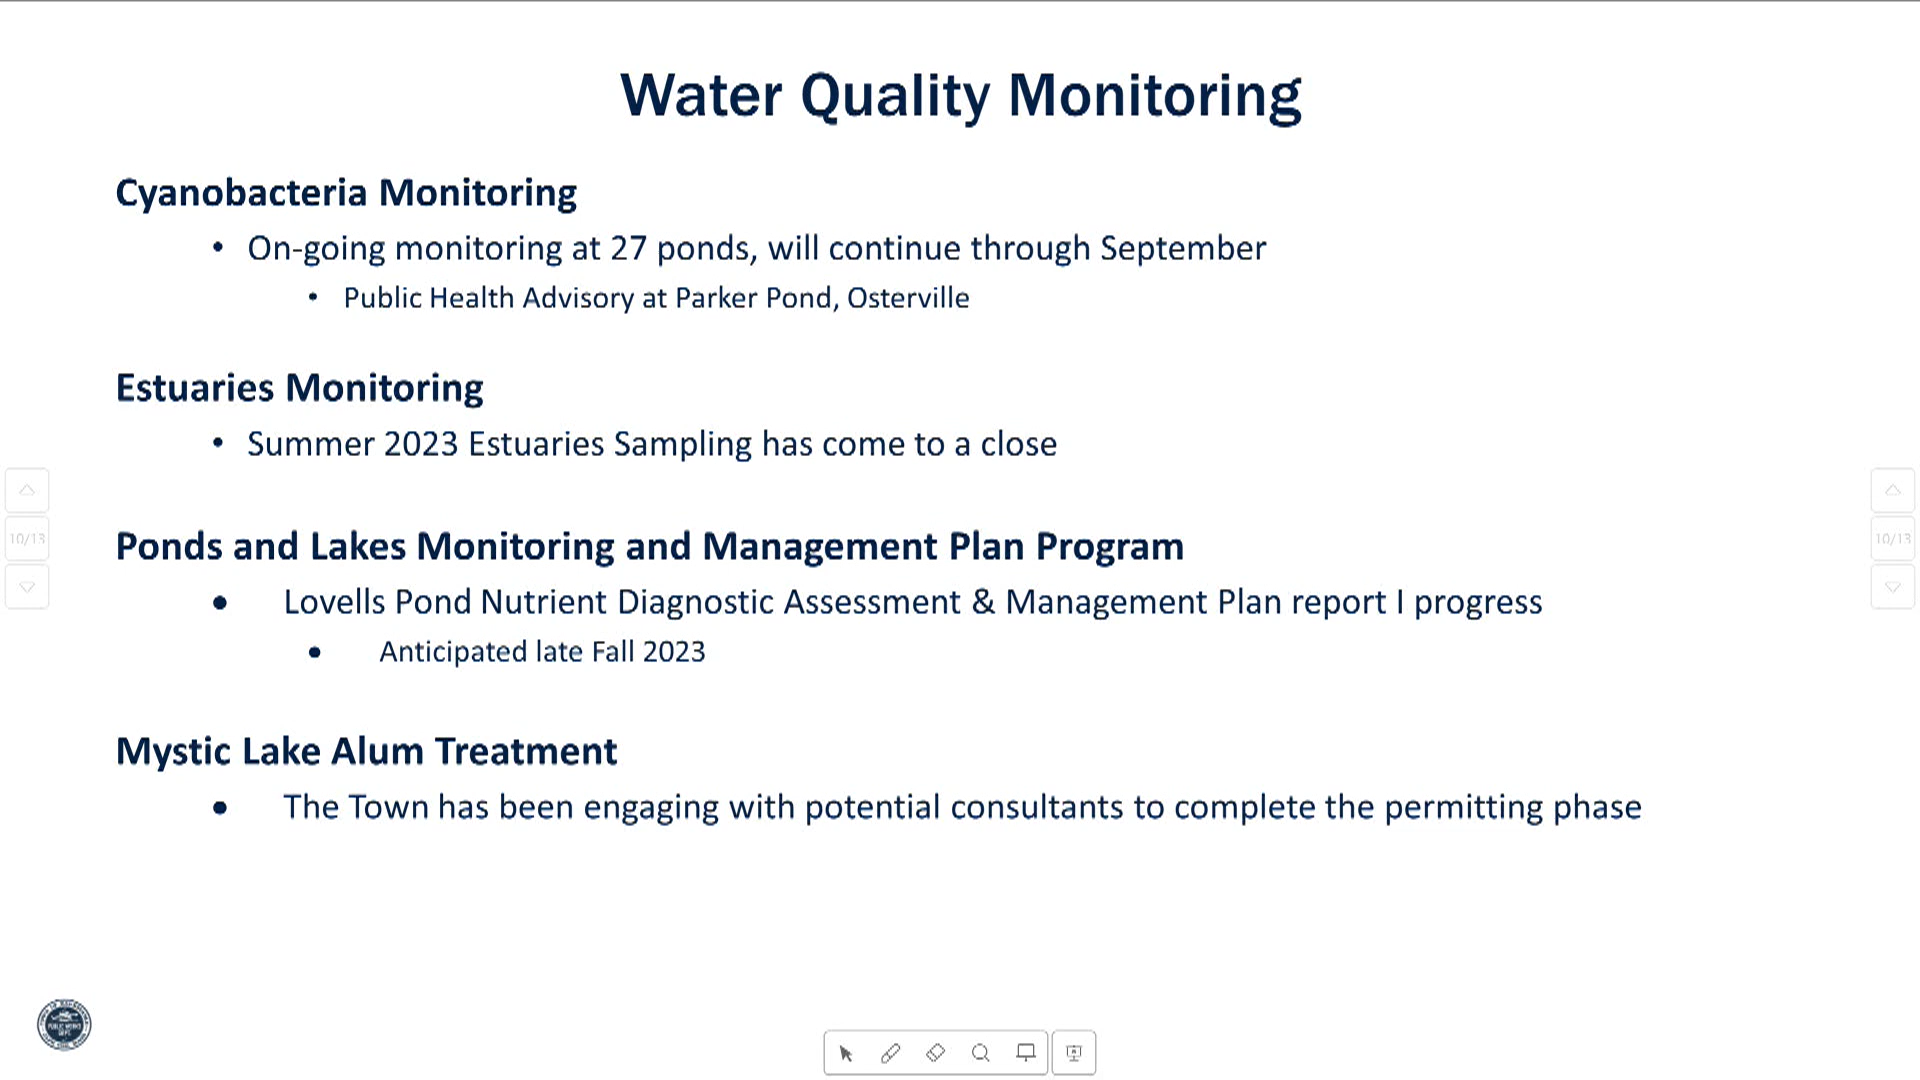 Water Quality Monitoring
Cyanobacteria Monitoring
• On-going monitoring at 27 ponds, will continue through September
• Public Health Advisory at Parker Pond, Osterville
Estuaries Monitoring
• Summer 2023 Estuaries Sampling has come to a close
10/13
10/13
Ponds and Lakes Monitoring and Management Plan Program
• Lovells Pond Nutrient Diagnostic Assessment & Management Plan report I progress
• Anticipated late Fall 2023
Mystic Lake Alum Treatment
• The Town has been engaging with potential consultants to complete the permitting phase
PUBLIC WORKS